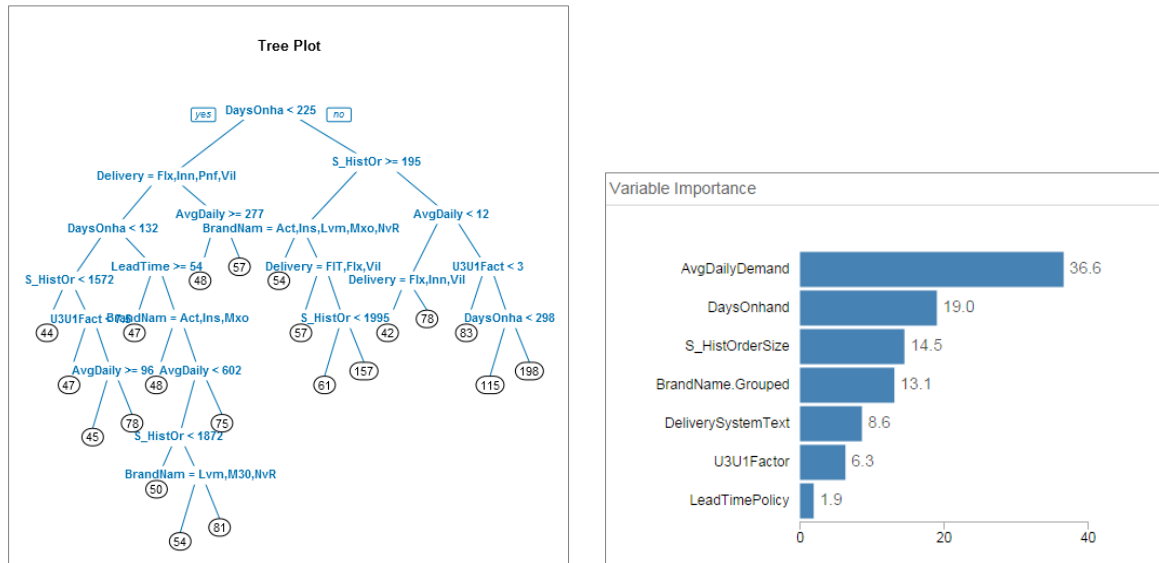 Tree Plot
yes
DaysOnha < 225
no
S_HistOr >= 195
Delivery = Flx,Inn,Pnf,Vil
AvgDaily >= 277
AvgDaily < 12
DaysOnha < 132
BrandNam = Act,Ins,Lvm,Mxo,NvR
LeadTime >= 54
48
57
Delivery = FlT,Flx,Vil
54
Delivery = Flx,Inn,Vil
U3U1Fact < 3
S_HistOr < 1572
44
U3U1Fact < 7.5
BrandNam = Act,Ins,Mxo
47
57
S_HistOr < 1995
42
78
83
DaysOnha < 298
47
AvgDaily >= 96
48
AvgDaily < 602
61
157
115
198
45
78
S_HistOr < 1872
75
50
BrandNam = Lvm,M30,NvR
54
81
Variable Importance
AvgDailyDemand
36.6
DaysOnhand
19.0
S_HistOrderSize
14.5
BrandName.Grouped
13.1
DeliverySystemText
8.6
U3U1Factor
6.3
LeadTimePolicy
1.9
0
20
40